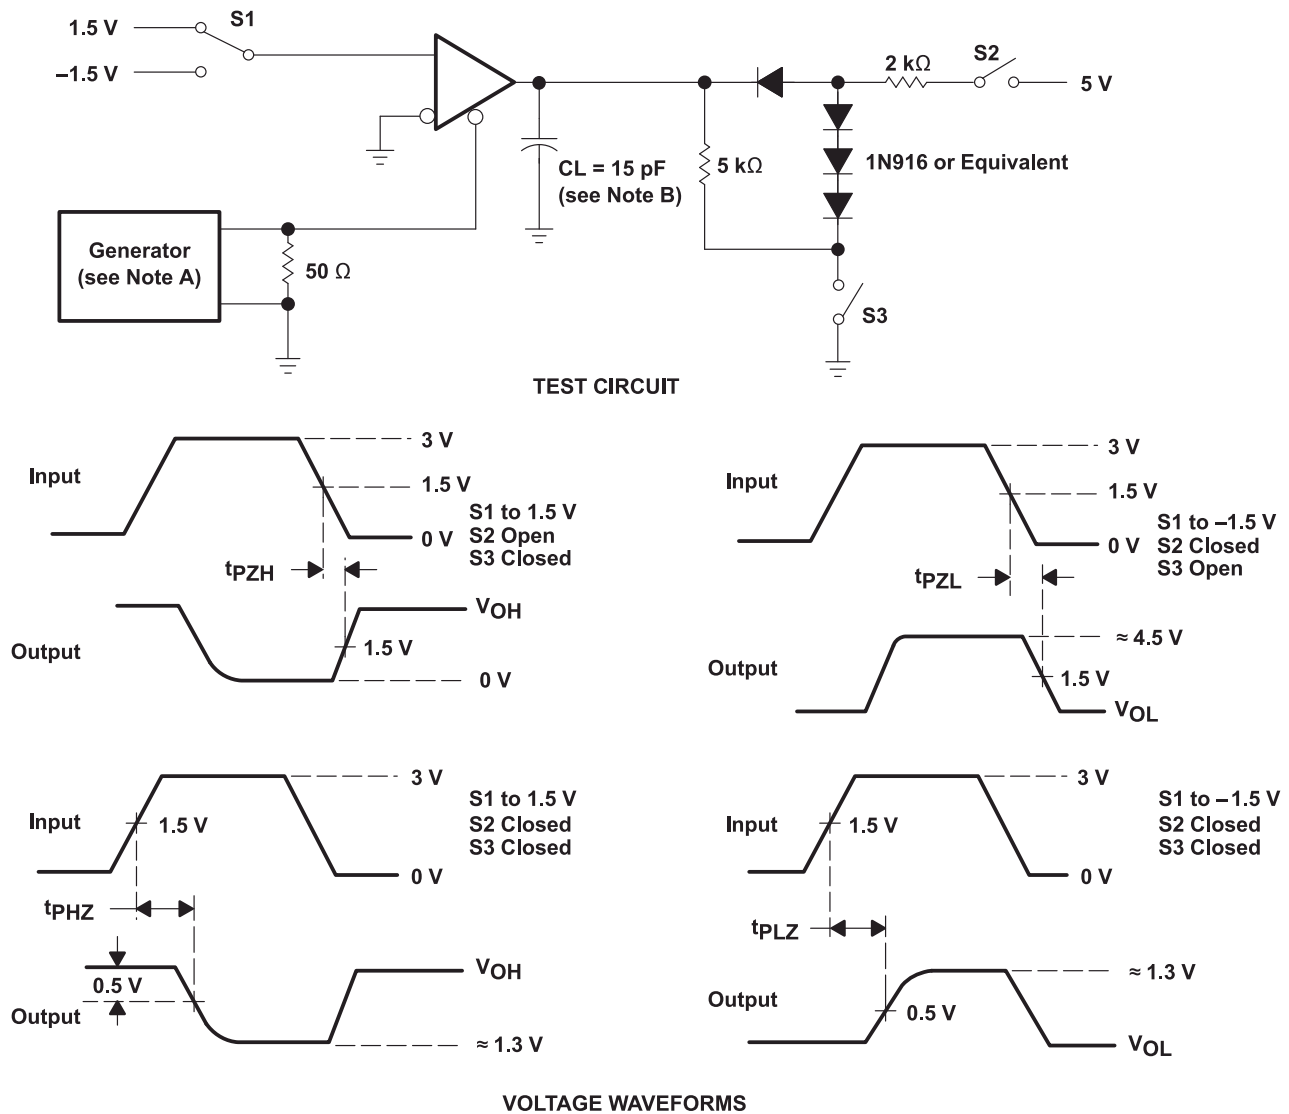 1.5 V
S1
–1.5 V
2 kΩ
S2
5 V
CL = 15 pF
(see Note B)
5 kΩ
1N916 or Equivalent
Generator
(see Note A)
50 Ω
S3
TEST CIRCUIT
Input
3 V
1.5 V
0 V
S1 to 1.5 V
S2 Open
S3 Closed
tPZH
Output
VOH
1.5 V
0 V
Input
3 V
1.5 V
0 V
S1 to –1.5 V
S2 Closed
S3 Open
tPZL
Output
≈ 4.5 V
1.5 V
VOL
Input
3 V
1.5 V
0 V
S1 to 1.5 V
S2 Closed
S3 Closed
tPHZ
0.5 V
Output
VOH
≈ 1.3 V
Input
3 V
1.5 V
0 V
S1 to – 1.5 V
S2 Closed
S3 Closed
tPLZ
Output
≈ 1.3 V
0.5 V
VOL
VOLTAGE WAVEFORMS